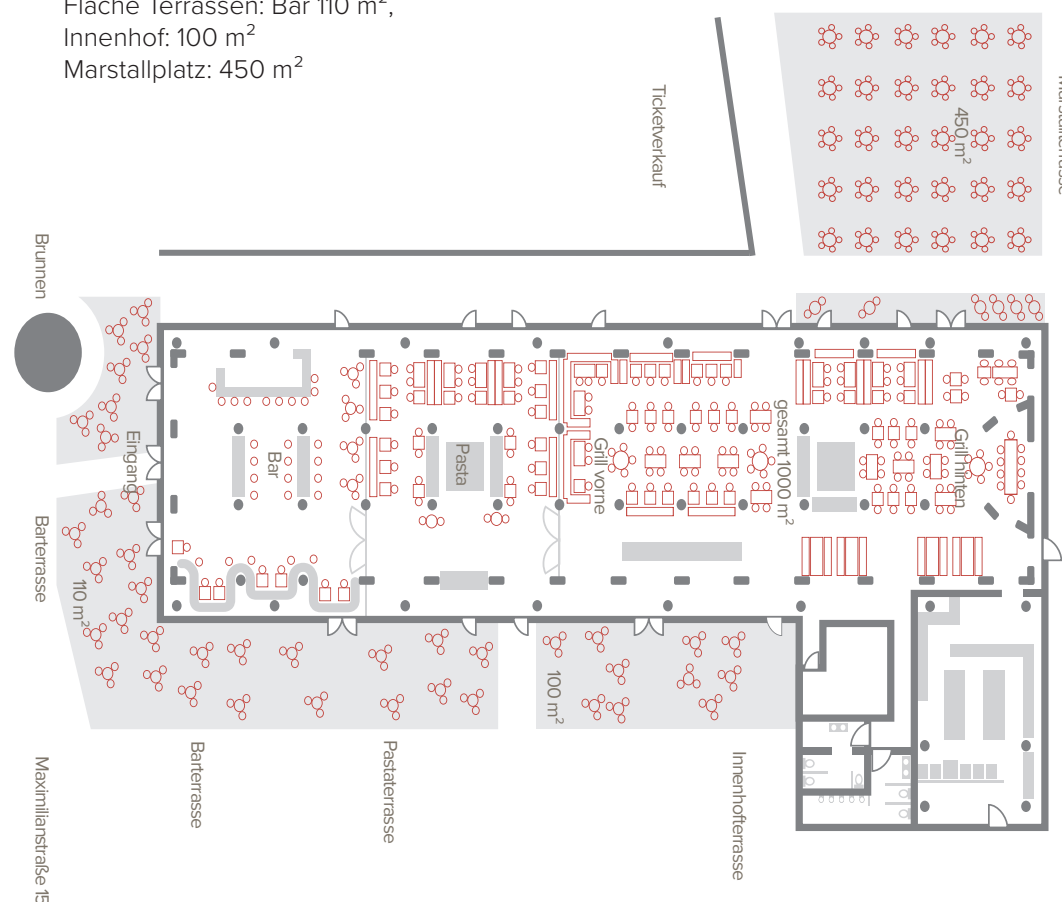 Fläche Terrassen: Bar 110 m²,
Innenhof: 100 m²
Marstallplatz: 450 m²
Ticketverkauf
450 m²
Brunnen
Eingang
Bar
Pasta
Grill vorne
gesamt 1000 m²
Grill hinten
Barterrasse
110 m²
100 m²
Barterrasse
Pastaterrasse
Innenhofterrasse
Maximilianstraße 15